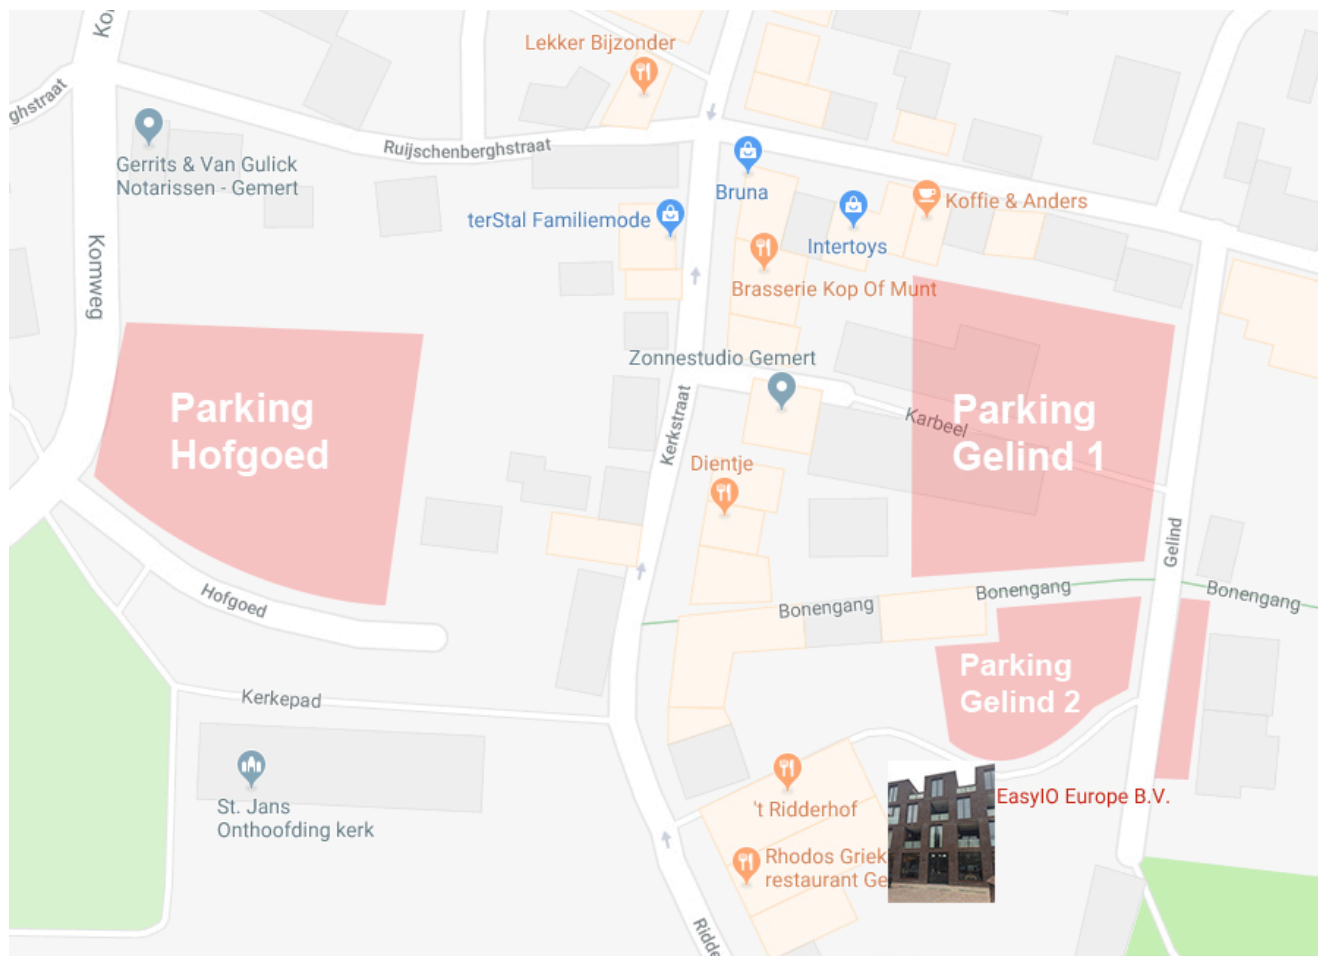 Ko
Lekker Bijzonder
ghstraat
Ruijschenberghstraat
Gerrits & Van Gulick
Notarissen - Gemert
Bruna
Koffie & Anders
terStal Familiemode
Intertoys
Komweg
Brasserie Kop Of Munt
Zonnestudio Gemert
Parking
Hofgoed
Karbeel
Parking
Gelind 1
Kerkstraat
Dientje
Gelind
Hofgoed
Bonengang
Bonengang
Bonengang
Parking
Gelind 2
Kerkepad
EasyIO Europe B.V.
't Ridderhof
St. Jans
Onthoofding kerk
Rhodos Griek
restaurant Ge
Ridde